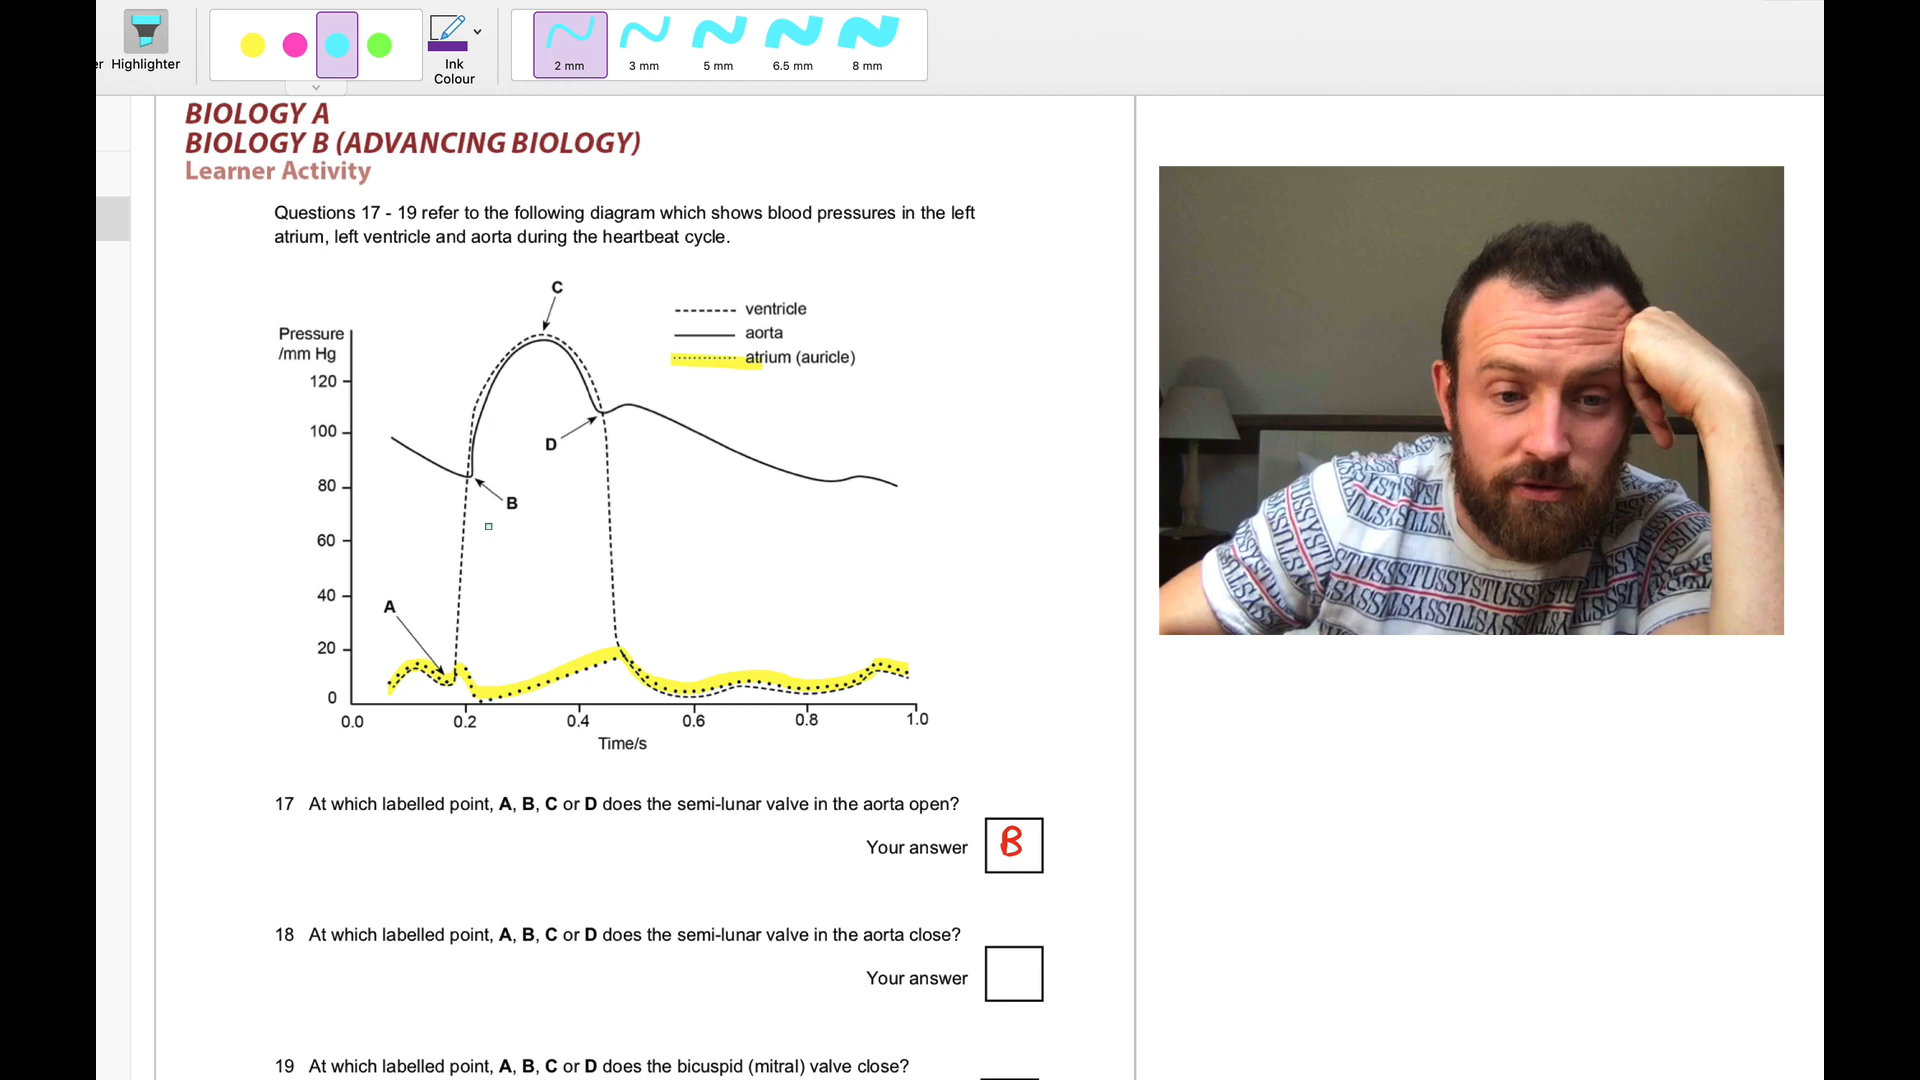 er Highlighter
Ink
Colour
2 mm
3 mm
5 mm
6.5 mm
8 mm
BIOLOGY A
BIOLOGY B (ADVANCING BIOLOGY)
Learner Activity
Questions 17 - 19 refer to the following diagram which shows blood pressures in the left
atrium, left ventricle and aorta during the heartbeat cycle.
C
ventricle
aorta
atrium (auricle)
Pressure
/mm Hg
120
100
80
60
40
20
0
D
B
A
0.0
0.2
0.4
0.6
0.8
1.0
Time/s
17 At which labelled point, A, B, C or D does the semi-lunar valve in the aorta open?
Your answer
B
18 At which labelled point, A, B, C or D does the semi-lunar valve in the aorta close?
Your answer
19 At which labelled point, A, B, C or D does the bicuspid (mitral) valve close?